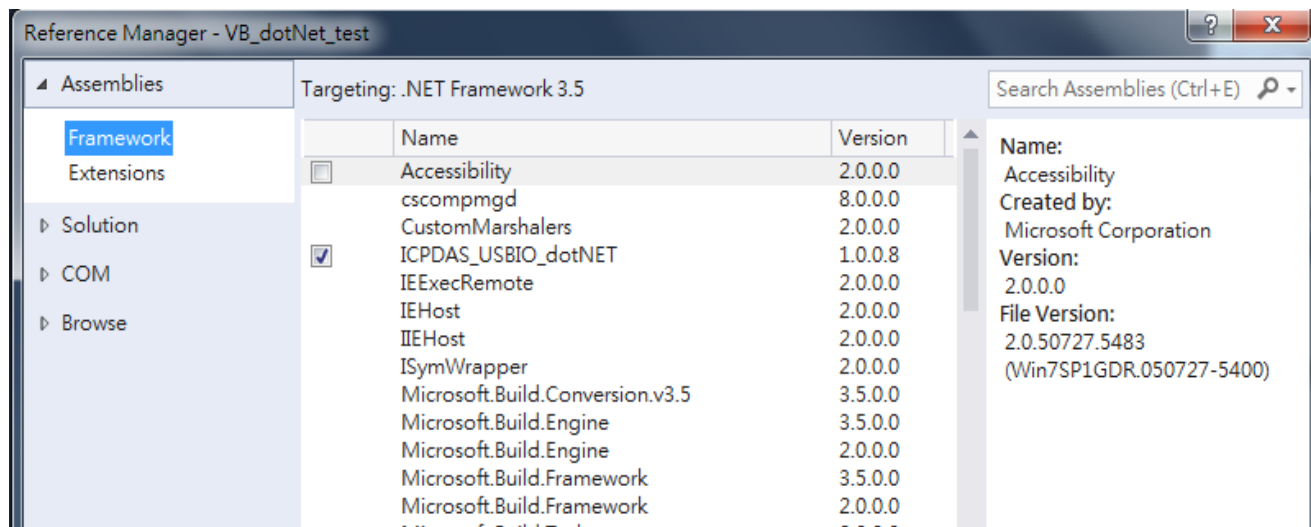 Reference Manager - VB_dotNet_test
Assemblies
Framework
Extensions
Solution
COM
Browse
Targeting: .NET Framework 3.5
Search Assemblies (Ctrl+E)
Name Version
Accessibility 2.0.0.0
cscompmgd 8.0.0.0
CustomMarshalers 2.0.0.0
ICPDAS_USBIO_dotNET 1.0.0.8
IEExecRemote 2.0.0.0
IEHost 2.0.0.0
IIEHost 2.0.0.0
ISymWrapper 2.0.0.0
Microsoft.Build.Conversion.v3.5 3.5.0.0
Microsoft.Build.Engine 3.5.0.0
Microsoft.Build.Engine 2.0.0.0
Microsoft.Build.Framework 3.5.0.0
Microsoft.Build.Framework 2.0.0.0
Name:
Accessibility
Created by:
Microsoft Corporation
Version:
2.0.0.0
File Version:
2.0.50727.5483
(Win7SP1GDR.050727-5400)